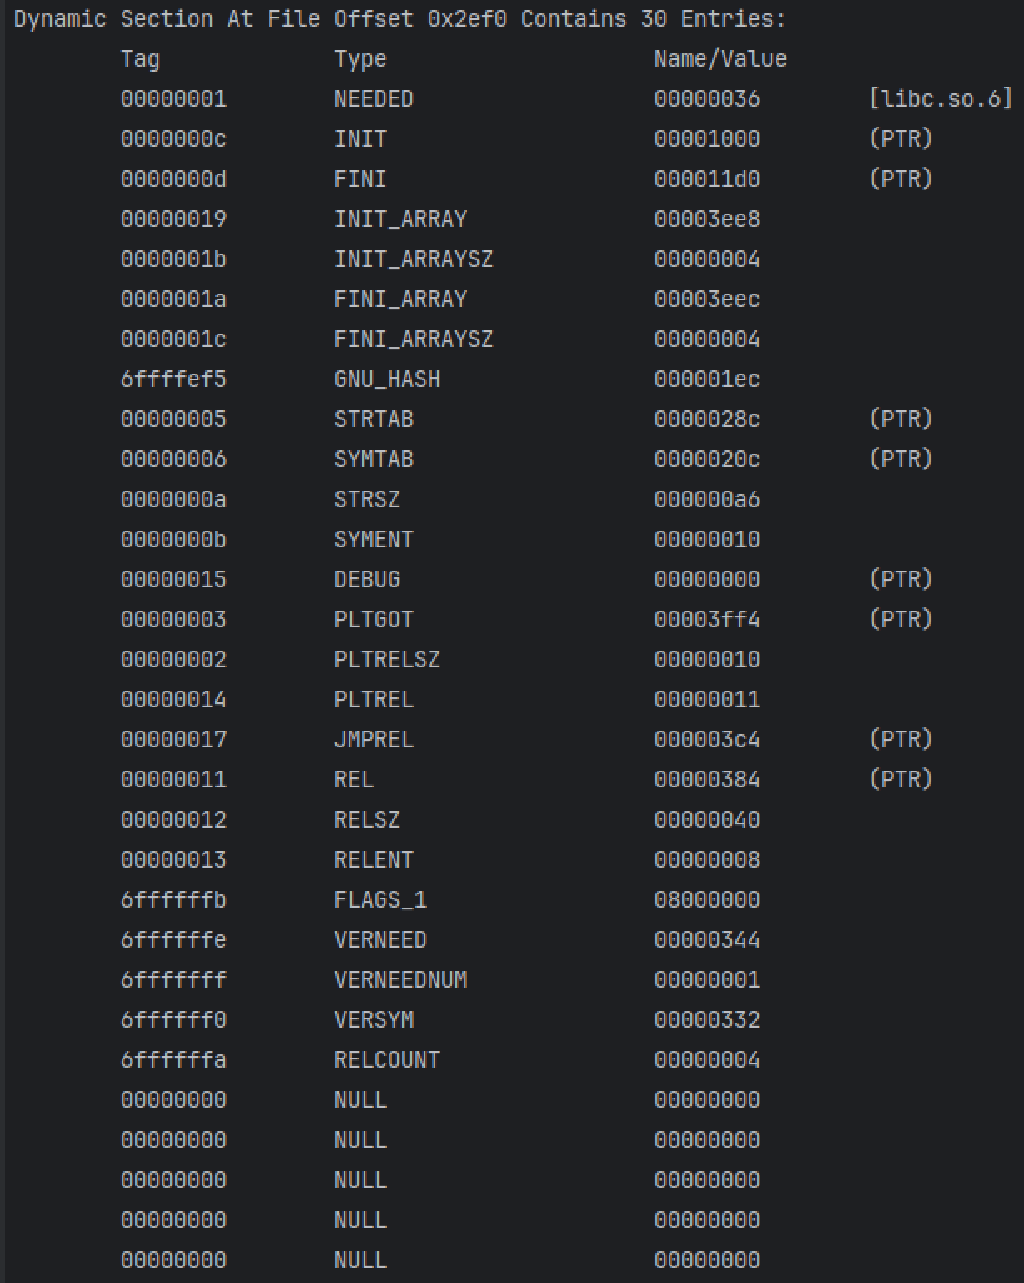 Dynamic Section At File Offset 0x2ef0 Contains 30 Entries:
Tag Type Name/Value
00000001 NEEDED 00000036 [libc.so.6]
0000000c INIT 00001000 (PTR)
0000000d FINI 000011d0 (PTR)
00000019 INIT_ARRAY 00003ee8
0000001b INIT_ARRAYSZ 00000004
0000001a FINI_ARRAY 00003eec
0000001c FINI_ARRAYSZ 00000004
6ffffef5 GNU_HASH 000001ec
00000005 STRTAB 0000028c (PTR)
00000006 SYMTAB 0000020c (PTR)
0000000a STRSZ 000000a6
0000000b SYMENT 00000010
00000015 DEBUG 00000000 (PTR)
00000003 PLTGOT 00003ff4 (PTR)
00000002 PLTRELSZ 00000010
00000014 PLTREL 00000011
00000017 JMPREL 000003c4 (PTR)
00000011 REL 00000384 (PTR)
00000012 RELSZ 00000040
00000013 RELENT 00000008
6ffffffb FLAGS_1 08000000
6ffffffe VERNEED 00000344
6fffffff VERNEEDNUM 00000001
6ffffff0 VERSYM 00000332
6ffffffa RELCOUNT 00000004
00000000 NULL 00000000
00000000 NULL 00000000
00000000 NULL 00000000
00000000 NULL 00000000
00000000 NULL 00000000